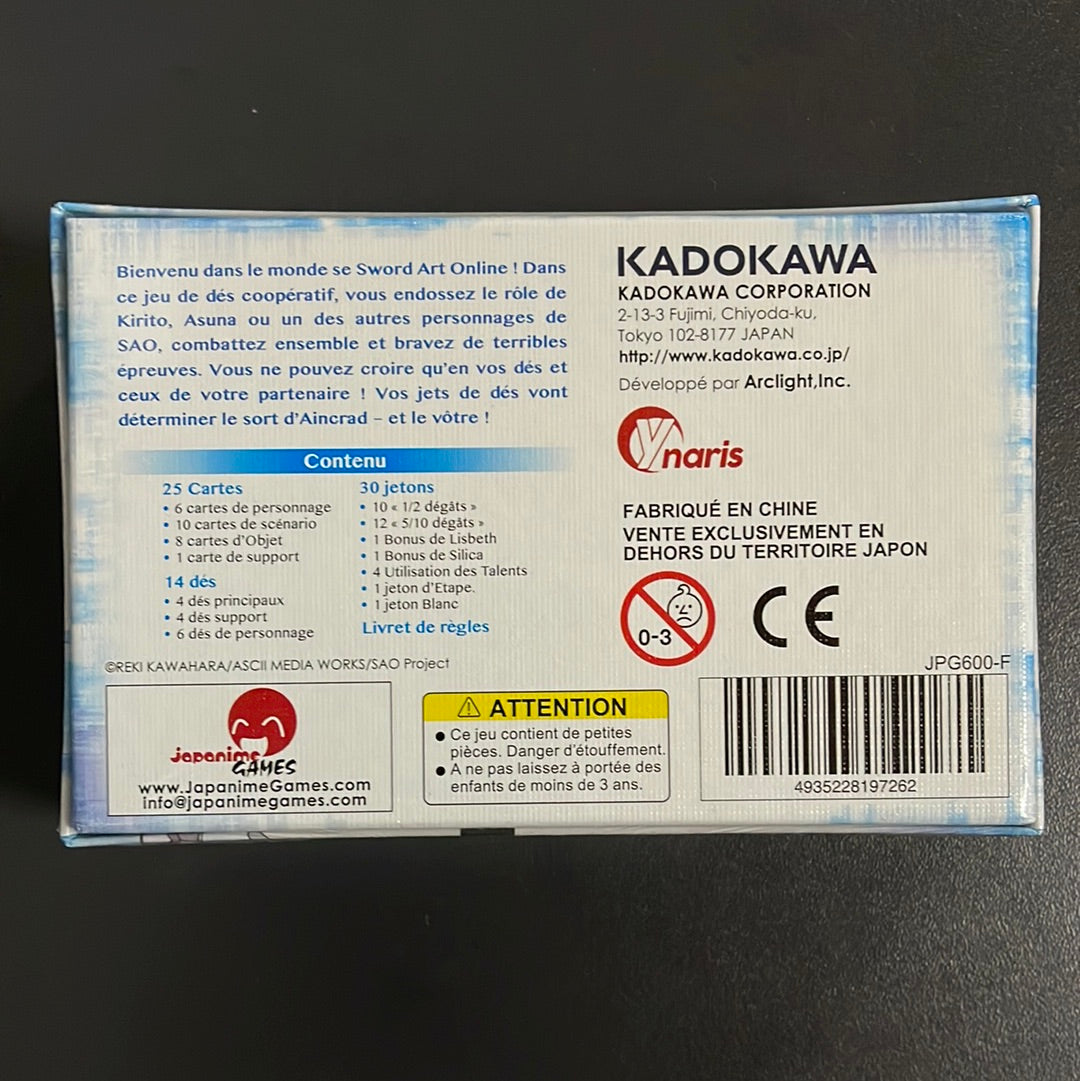 Bienvenu dans le monde se Sword Art Online ! Dans
ce jeu de dés coopératif, vous endossez le rôle de
Kirito, Asuna ou un des autres personnages de
SAO, combattez ensemble et bravez de terribles
épreuves. Vous ne pouvez croire qu'en vos dés et
ceux de votre partenaire ! Vos jets de dés vont
déterminer le sort d'Aincrad – et le vôtre !
Contenu
25 Cartes
• 6 cartes de personnage
• 10 cartes de scénario
• 8 cartes d'Objet
• 1 carte de support
14 dés
• 4 dés principaux
• 4 dés support
• 6 dés de personnage
30 jetons
• 10 « 1/2 dégâts »
• 12 « 5/10 dégâts »
• 1 Bonus de Lisbeth
• 1 Bonus de Silica
• 4 Utilisation des Talents
• 1 jeton d'Etape.
• 1 jeton Blanc
Livret de règles
©REKI KAWAHARA/ASCII MEDIA WORKS/SAO Project
KADOKAWA
KADOKAWA CORPORATION
2-13-3 Fujimi, Chiyoda-ku,
Tokyo 102-8177 JAPAN
http://www.kadokawa.co.jp/
Développé par Arclight,Inc.
Ynaris
FABRIQUÉ EN CHINE
VENTE EXCLUSIVEMENT EN
DEHORS DU TERRITOIRE JAPON
0-3
CE
JPG600-F
4935228197262
japanime
GAMES
www.JapanimeGames.com
info@japanimegames.com
ATTENTION
● Ce jeu contient de petites
pièces. Danger d'étouffement.
● A ne pas laissez à portée des
enfants de moins de 3 ans.